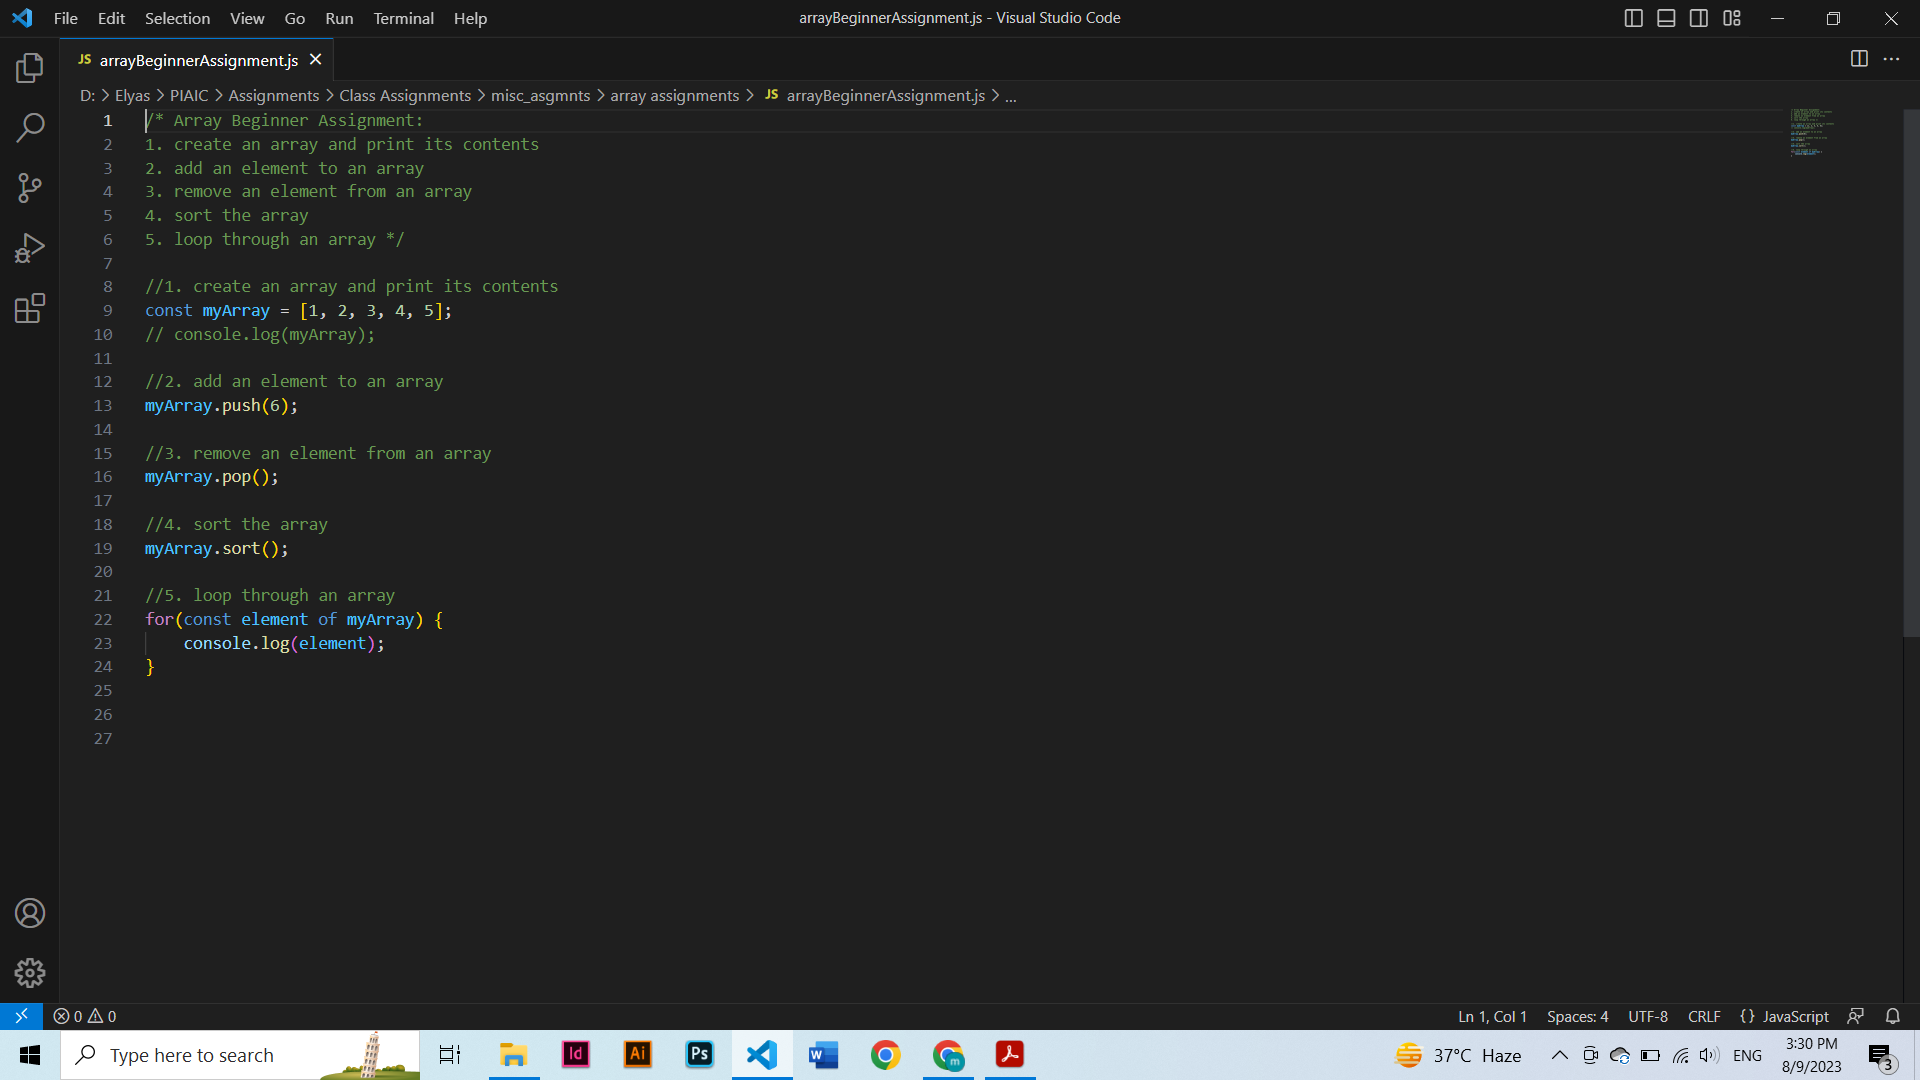 File Edit Selection View Go Run Terminal Help
arrayBeginnerAssignment.js - Visual Studio Code
JS arrayBeginnerAssignment.js
D: > Elyas > PIAIC > Assignments > Class Assignments > misc_asgmnts > array assignments > JS arrayBeginnerAssignment.js > ...
1 /* Array Beginner Assignment:
2 1. create an array and print its contents
3 2. add an element to an array
4 3. remove an element from an array
5 4. sort the array
6 5. loop through an array */
7
8 //1. create an array and print its contents
9 const myArray = [1, 2, 3, 4, 5];
10 // console.log(myArray);
11
12 //2. add an element to an array
13 myArray.push(6);
14
15 //3. remove an element from an array
16 myArray.pop();
17
18 //4. sort the array
19 myArray.sort();
20
21 //5. loop through an array
22 for(const element of myArray) {
23     console.log(element);
24 }
25
26
27
0 0
Ln 1, Col 1 Spaces: 4 UTF-8 CRLF {} JavaScript
Type here to search
Id Ai Ps W m
37°C Haze
ENG
3:30 PM
8/9/2023
3